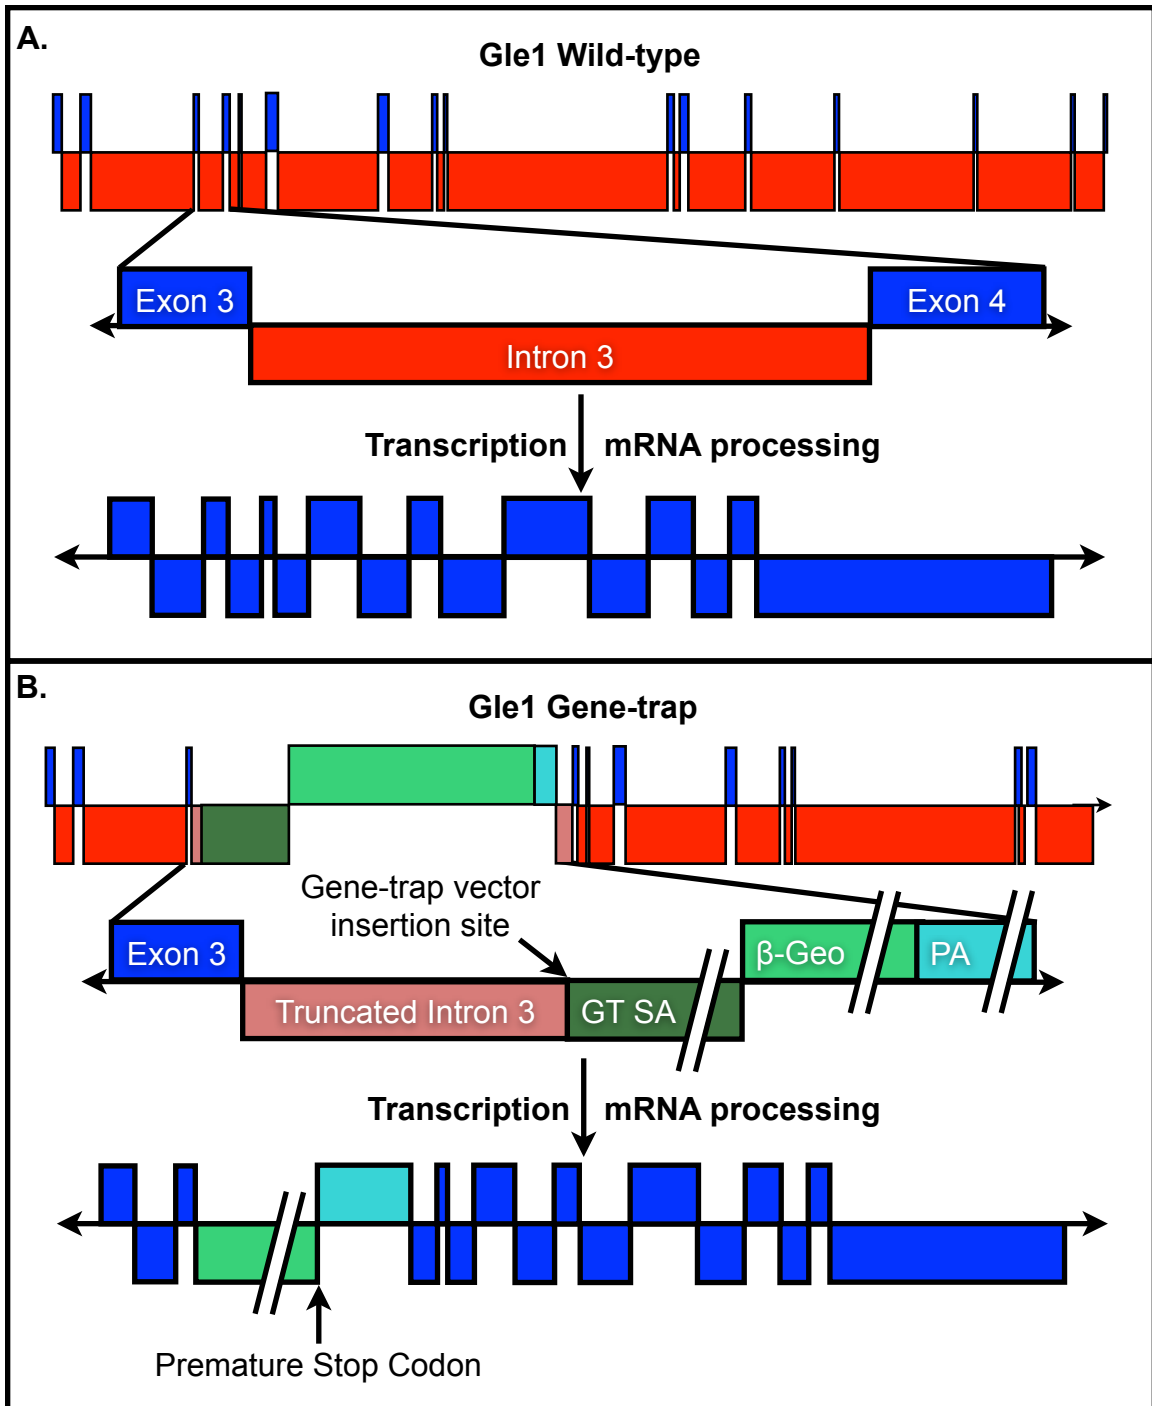 A.
Gle1 Wild-type
Exon 3
Exon 4
Intron 3
Transcription mRNA processing
B.
Gle1 Gene-trap
Gene-trap vector
insertion site
Exon 3
β-Geo
PA
Truncated Intron 3
GT SA
Transcription mRNA processing
Premature Stop Codon